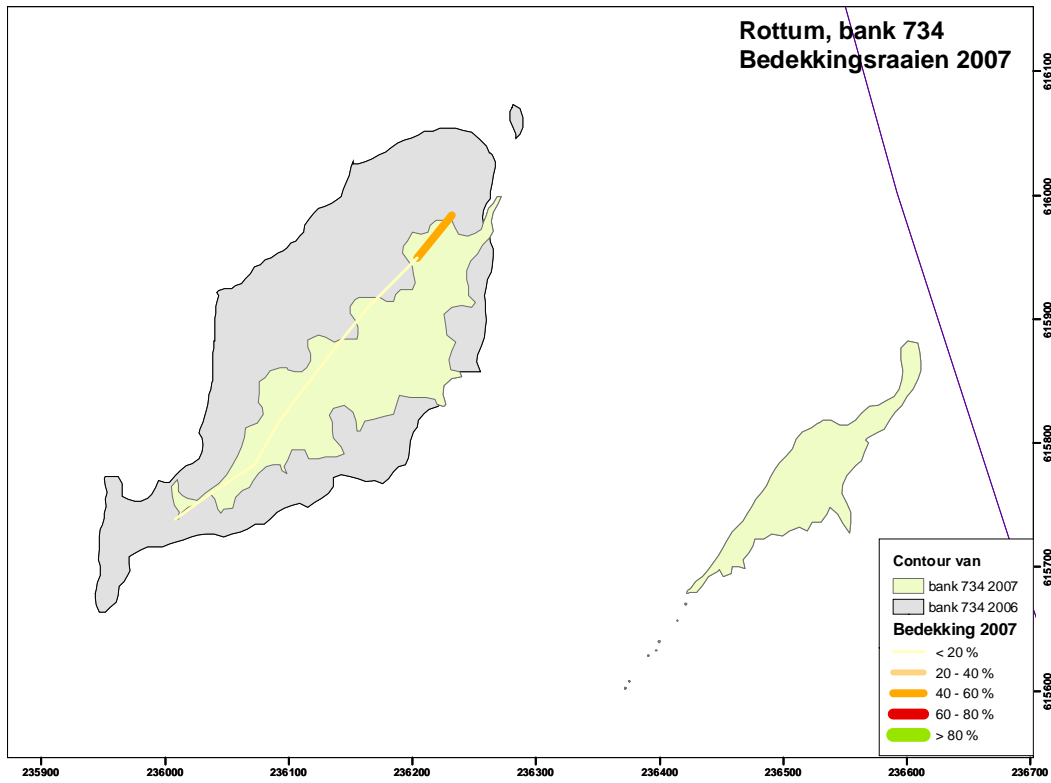 Rottum, bank 734
Bedekkingsraaien 2007
616100
616000
615900
615800
615700
615600
Contour van
bank 734 2007
bank 734 2006
Bedekking 2007
< 20 %
20 - 40 %
40 - 60 %
60 - 80 %
> 80 %
235900
236000
236100
236200
236300
236400
236500
236600
236700